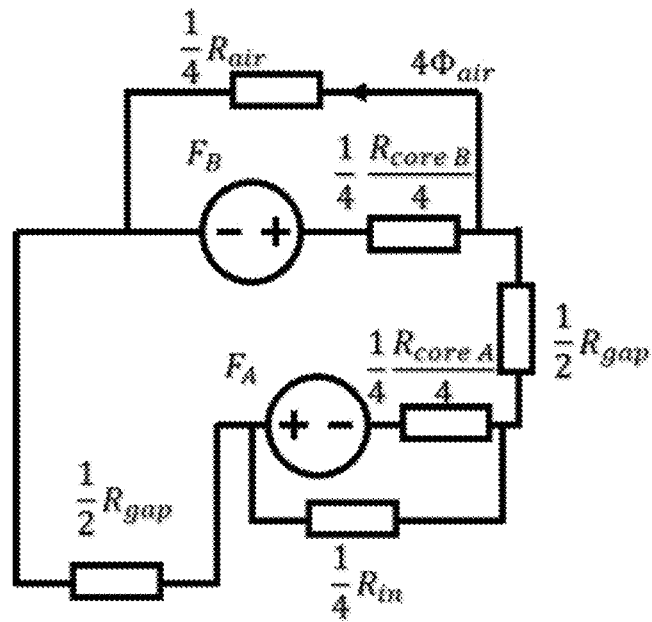 1/4 R_air
4Φ_air
F_B
1/4 R_core B/4
- +
1/2 R_gap
F_A
1/4 R_core A/4
+ -
1/2 R_gap
1/4 R_in